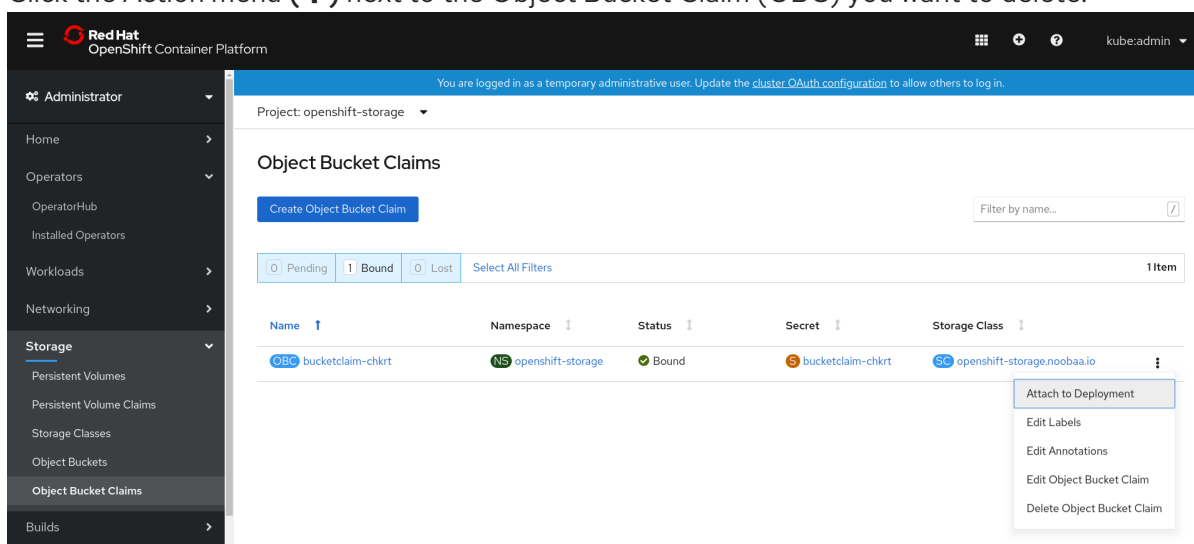 Click the Action menu (⋮) next to the Object Bucket Claim (OBC) you want to delete.
Red Hat
OpenShift Container Platform
kube:admin
You are logged in as a temporary administrative user. Update the cluster OAuth configuration to allow others to log in.
Administrator
Project: openshift-storage
Home
Object Bucket Claims
Operators
OperatorHub
Create Object Bucket Claim
Filter by name...
/
Installed Operators
Workloads
0 Pending
1 Bound
0 Lost
Select All Filters
1 Item
Networking
Name
Namespace
Status
Secret
Storage Class
Storage
OBC bucketclaim-chkrt
NS openshift-storage
Bound
S bucketclaim-chkrt
SC openshift-storage.noobaa.io
Persistent Volumes
Persistent Volume Claims
Storage Classes
Object Buckets
Object Bucket Claims
Builds
Attach to Deployment
Edit Labels
Edit Annotations
Edit Object Bucket Claim
Delete Object Bucket Claim